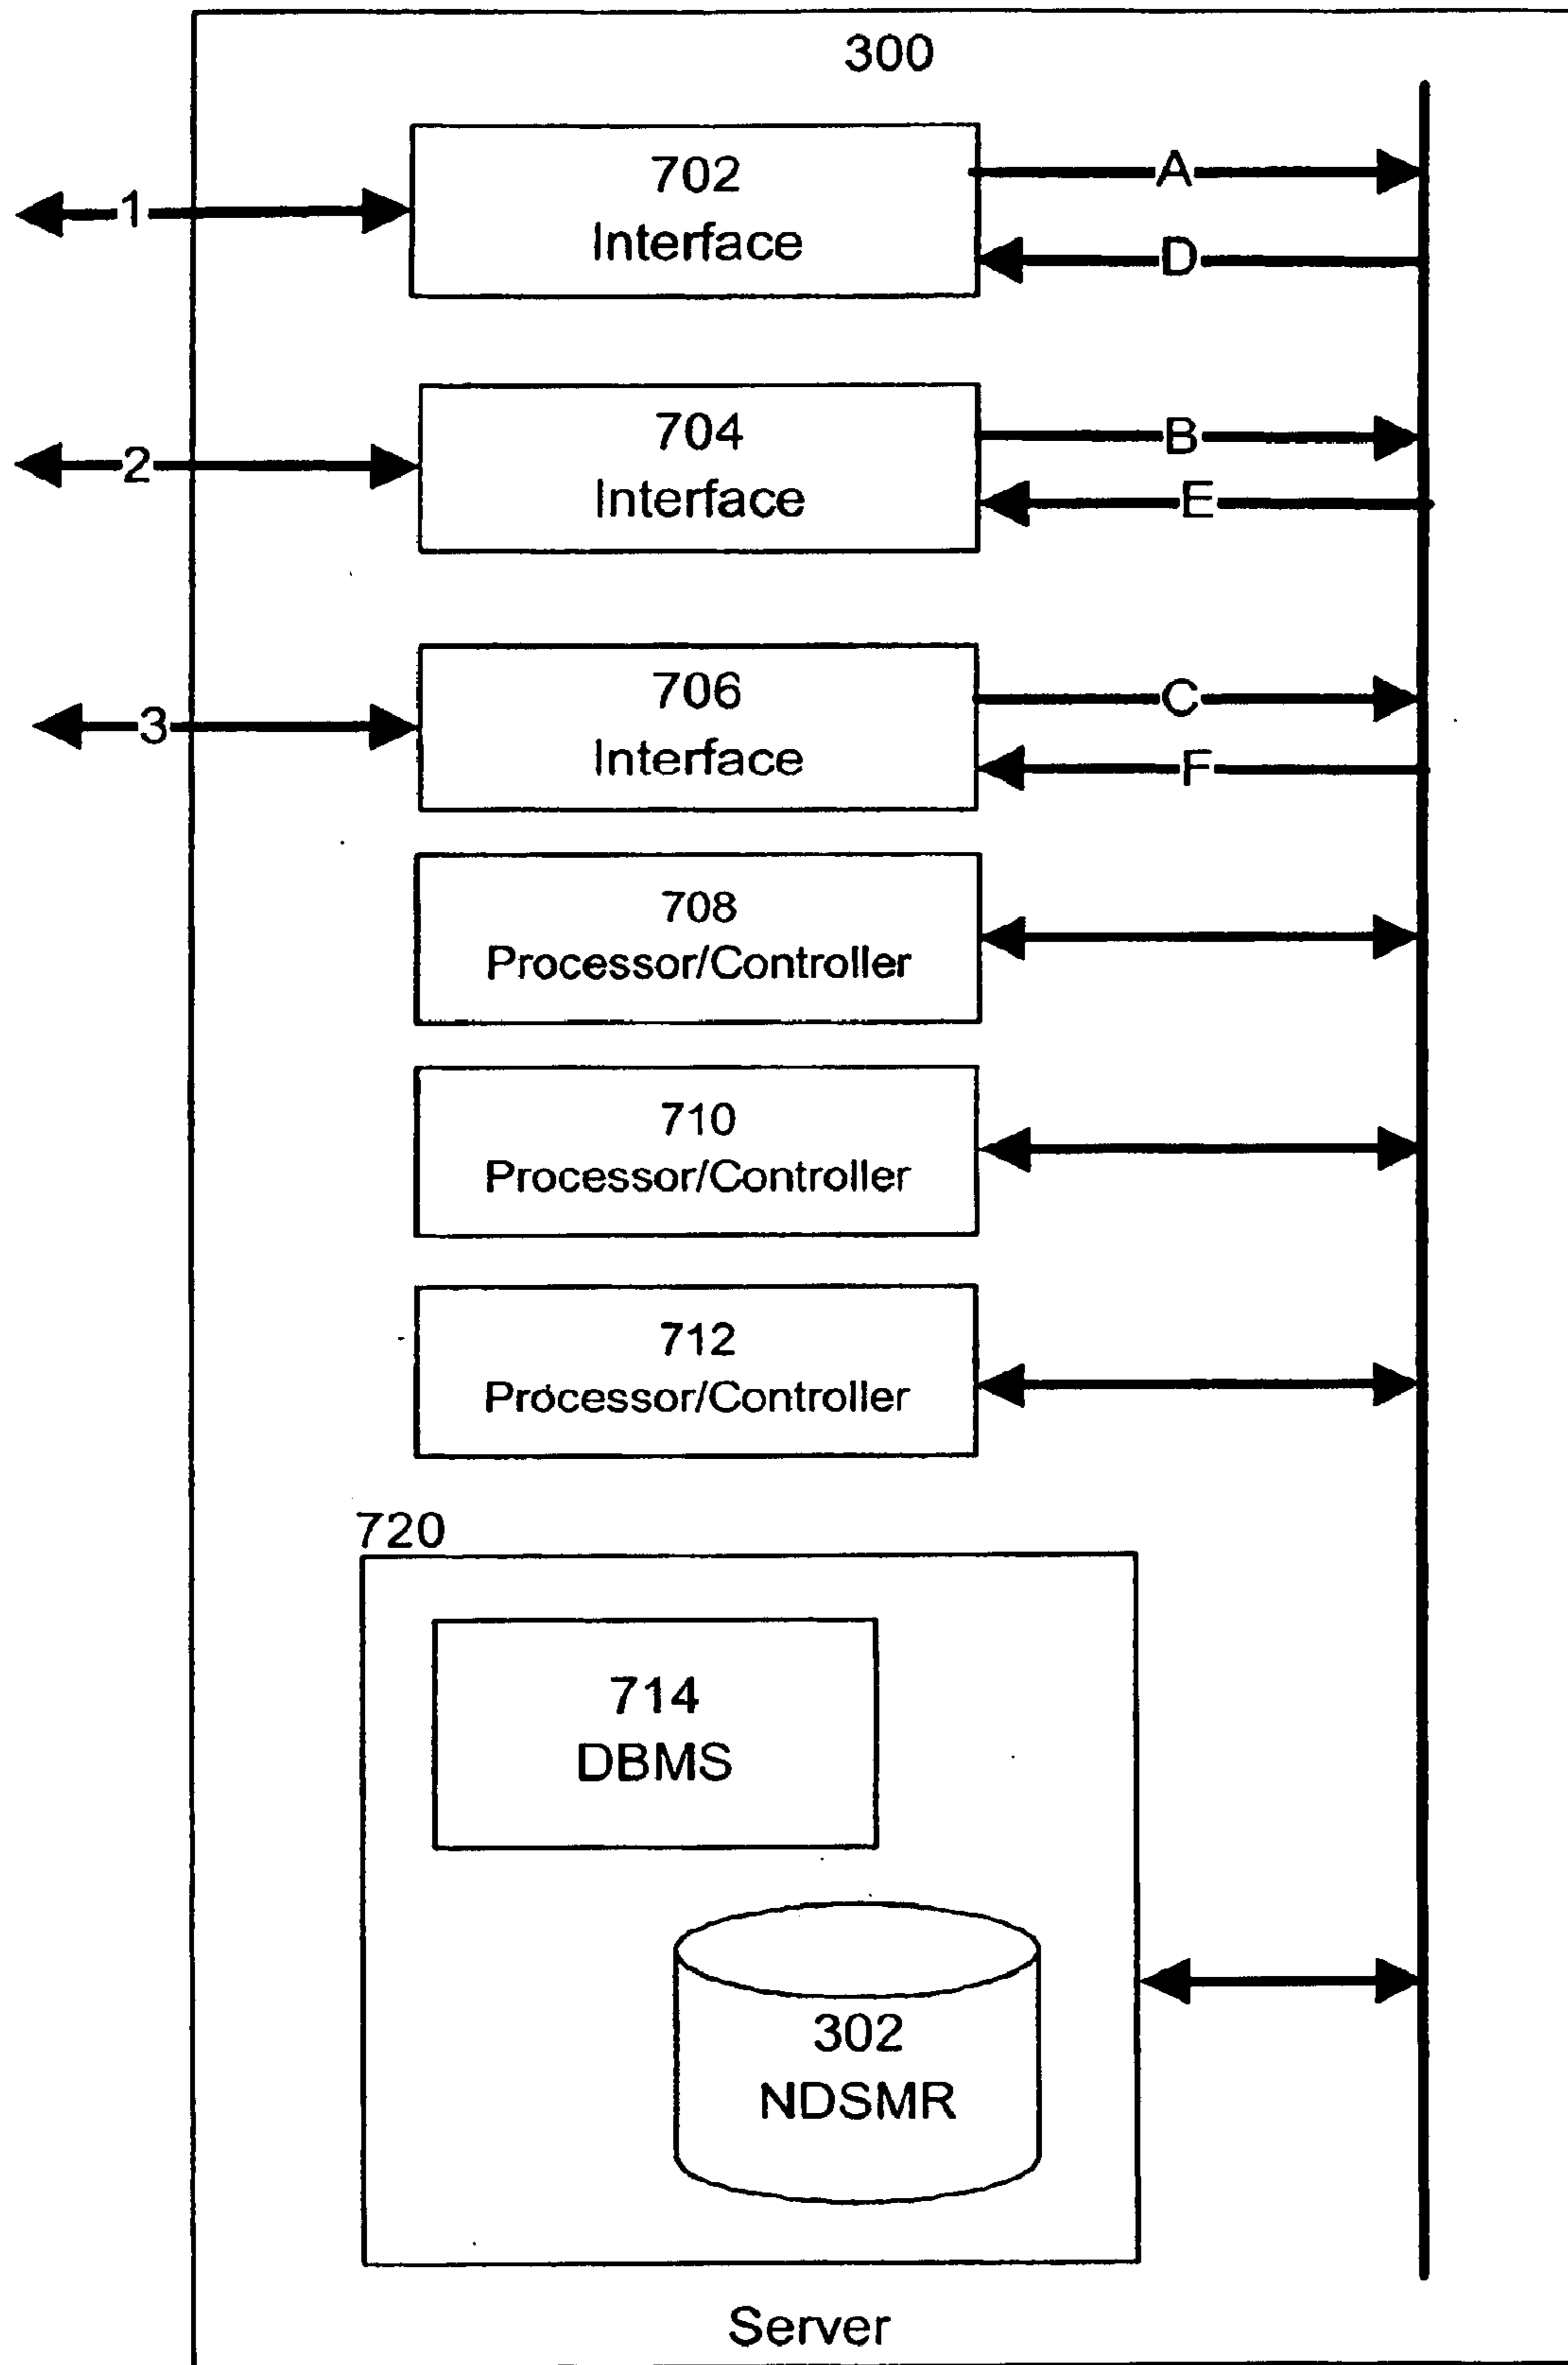 300
702
Interface
A
D
1
704
Interface
B
E
2
706
Interface
C
F
3
708
Processor/Controller
710
Processor/Controller
712
Processor/Controller
720
714
DBMS
302
NDSMR
Server